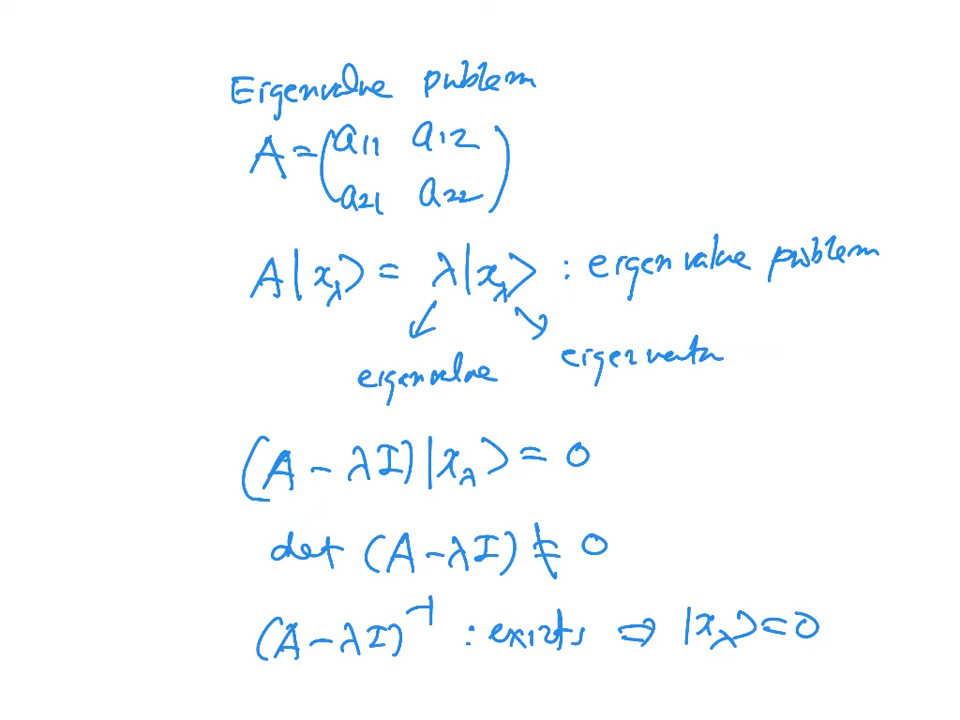 Eigenvalue problem
A = (a11 a12
a21 a22)
A|xλ> = λ|xλ> : eigenvalue problem
eigenvalue eigenvector
(A - λI)|xλ> = 0
det (A - λI) ≠ 0
(A - λI)⁻¹ : exists ⇒ |xλ> = 0